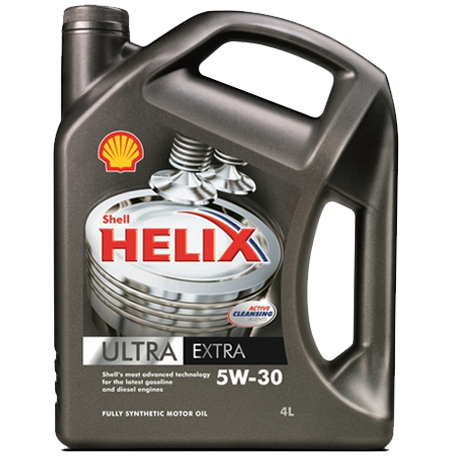 Shell
HELIX
ACTIVE
CLEANSING
AGENTS
ULTRA EXTRA
Shell's most advanced technology
for the latest gasoline
and diesel engines
5W-30
FULLY SYNTHETIC MOTOR OIL
4L